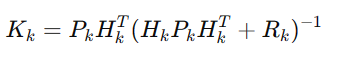 $K_k = P_k H_k^T (H_k P_k H_k^T + R_k)^{-1}$